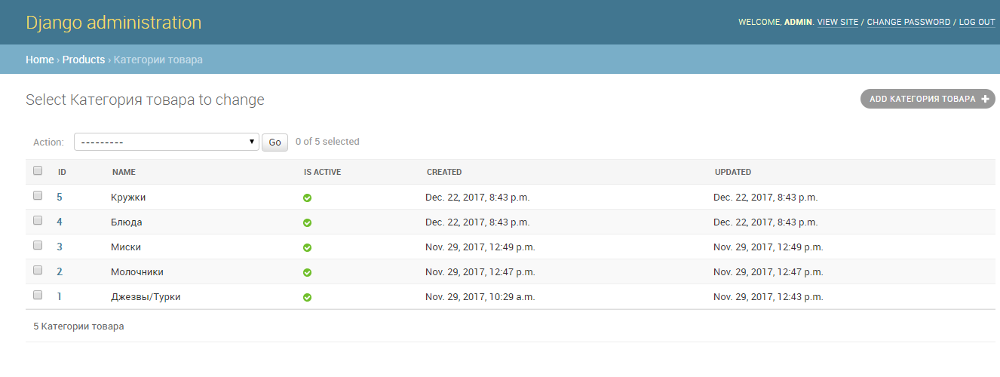 Django administration
WELCOME, ADMIN. VIEW SITE / CHANGE PASSWORD / LOG OUT
Home › Products › Категории товара
Select Категория товара to change
ADD КАТЕГОРИЯ ТОВАРА +
Action: --------- Go 0 of 5 selected
ID NAME IS ACTIVE CREATED UPDATED
5 Кружки Dec. 22, 2017, 8:43 p.m. Dec. 22, 2017, 8:43 p.m.
4 Блюда Dec. 22, 2017, 8:43 p.m. Dec. 22, 2017, 8:43 p.m.
3 Миски Nov. 29, 2017, 12:49 p.m. Nov. 29, 2017, 12:49 p.m.
2 Молочники Nov. 29, 2017, 12:47 p.m. Nov. 29, 2017, 12:47 p.m.
1 Джезвы/Турки Nov. 29, 2017, 10:29 a.m. Nov. 29, 2017, 12:43 p.m.
5 Категории товара